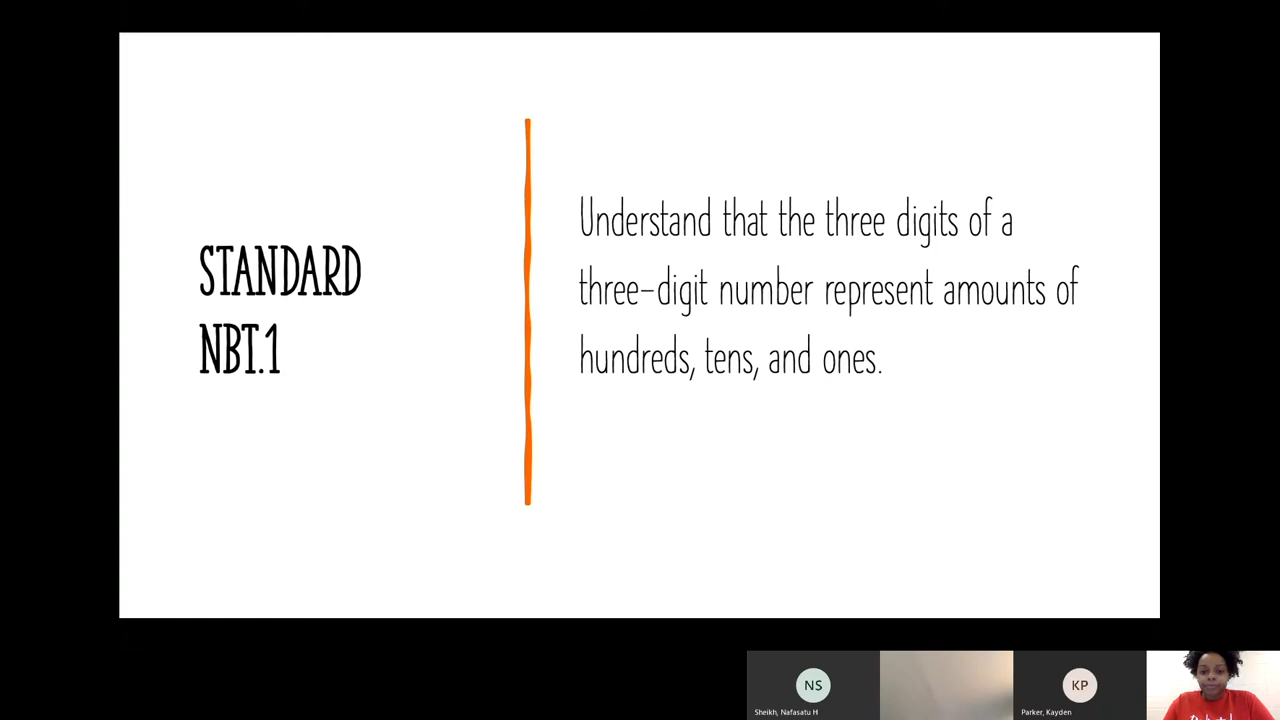 STANDARD
NBT.1
Understand that the three digits of a
three-digit number represent amounts of
hundreds, tens, and ones.
NS
Sheikh, Nafasatu H
KP
Parker, Kayden